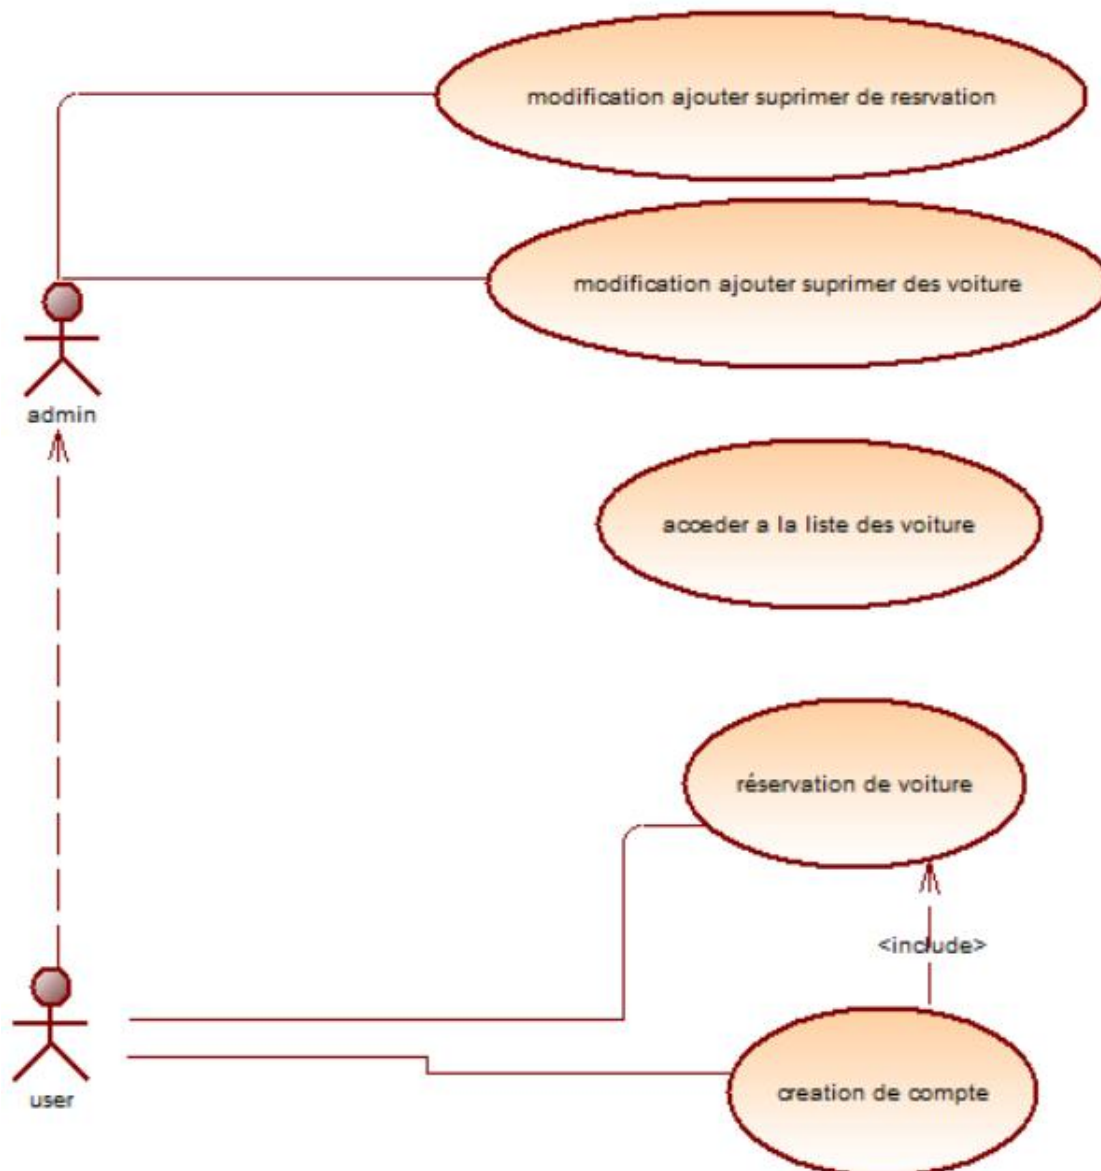 modification ajouter suprimer de resrvation
modification ajouter suprimer des voiture
admin
acceder a la liste des voiture
réservation de voiture
<include>
user
creation de compte